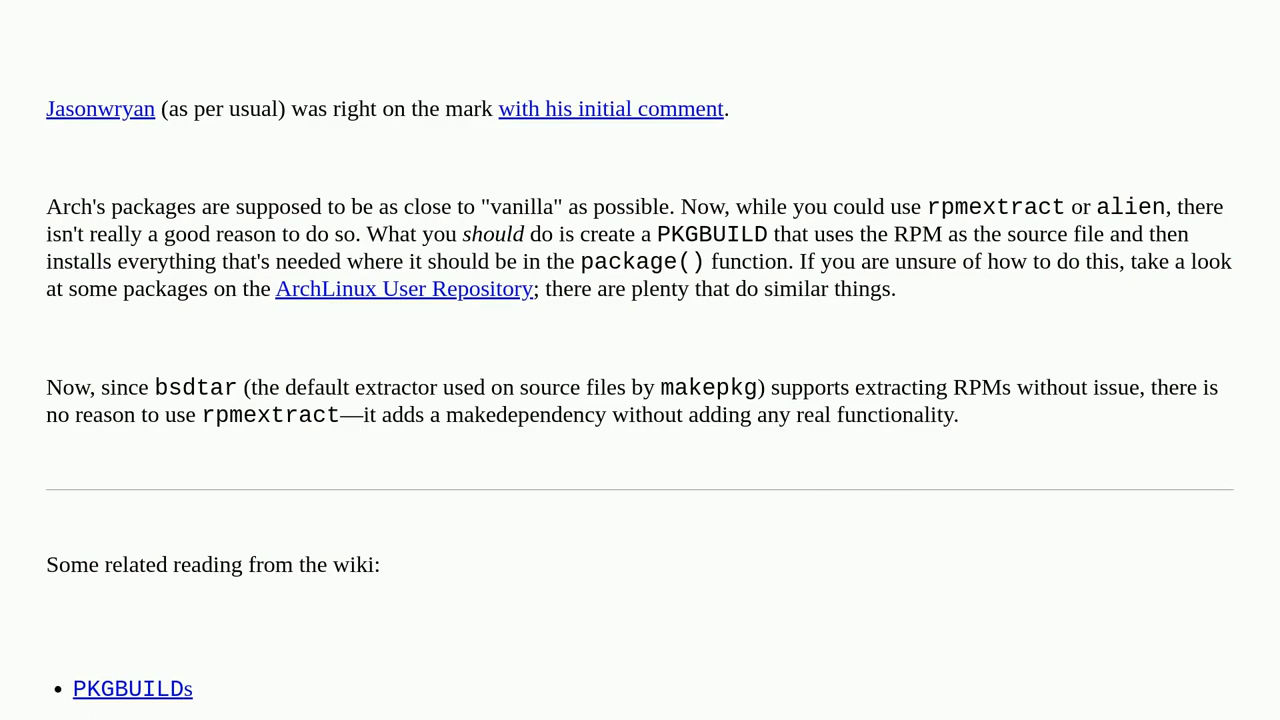 Jasonwryan (as per usual) was right on the mark with his initial comment.
Arch's packages are supposed to be as close to "vanilla" as possible. Now, while you could use rpmextract or alien, there
isn't really a good reason to do so. What you should do is create a PKGBUILD that uses the RPM as the source file and then
installs everything that's needed where it should be in the package() function. If you are unsure of how to do this, take a look
at some packages on the ArchLinux User Repository; there are plenty that do similar things.
Now, since bsdtar (the default extractor used on source files by makepkg) supports extracting RPMs without issue, there is
no reason to use rpmextract—it adds a makedependency without adding any real functionality.
Some related reading from the wiki:
• PKGBUILDs